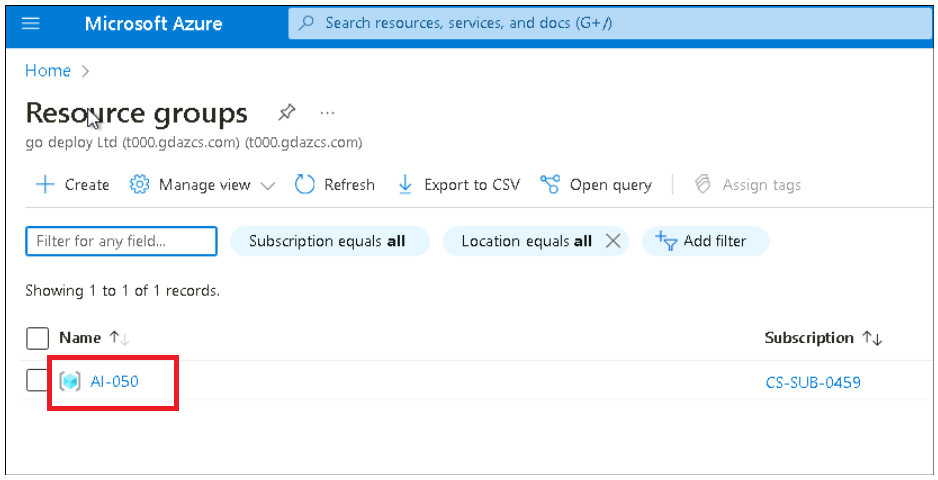 Microsoft Azure
Search resources, services, and docs (G+/)
Home >
Resource groups ...
go deploy Ltd (t000.gdazcs.com) (t000.gdazcs.com)
+ Create Manage view Refresh Export to CSV Open query Assign tags
Filter for any field... Subscription equals all Location equals all Add filter
Showing 1 to 1 of 1 records.
Name ↑↓ Subscription ↑↓
AI-050 CS-SUB-0459